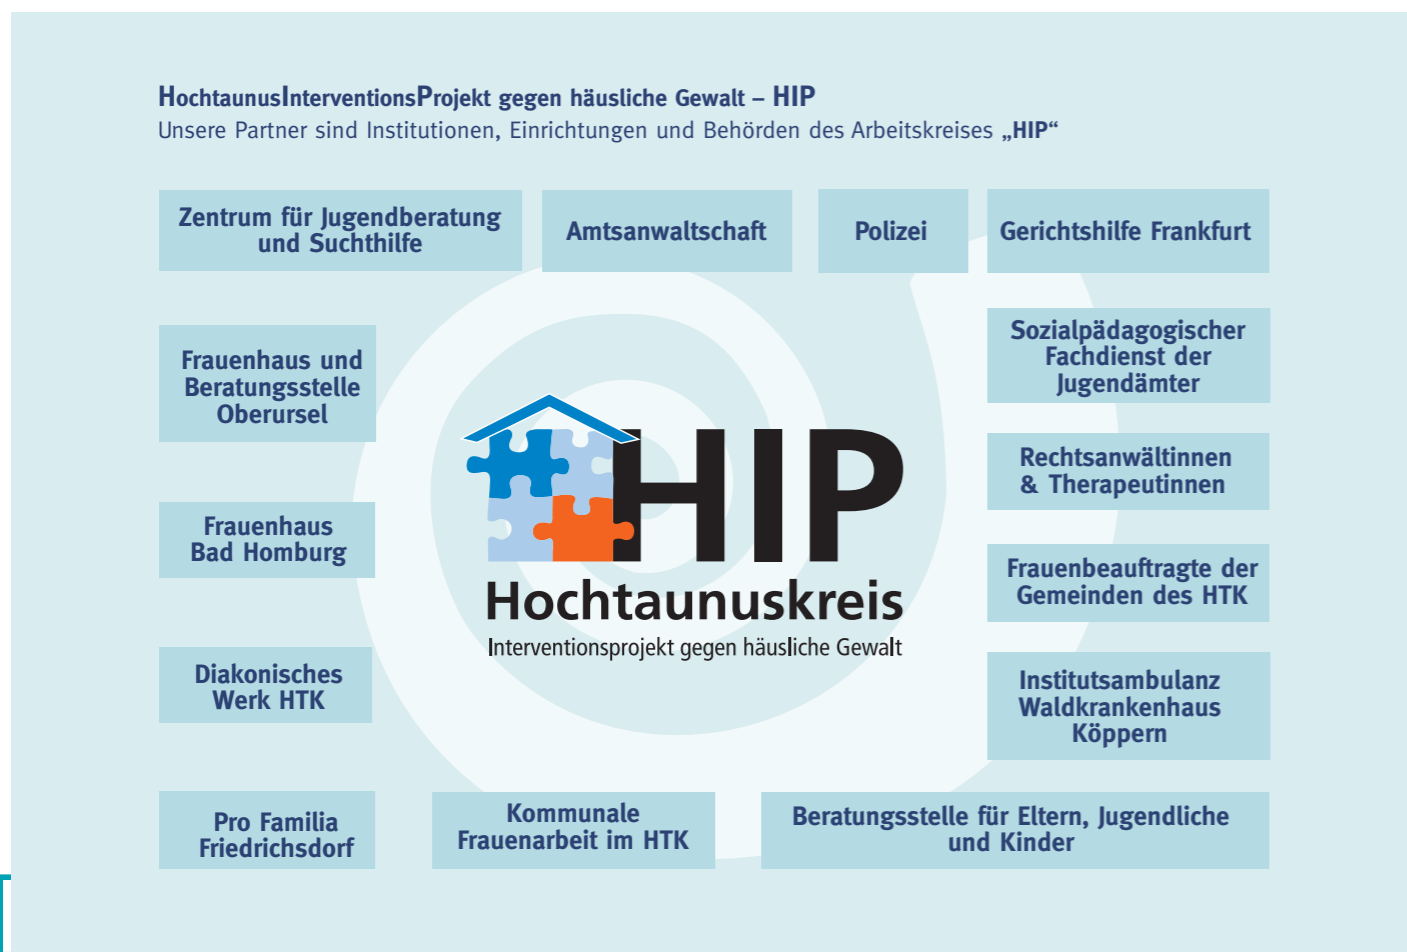 HochtaunusInterventionsProjekt gegen häusliche Gewalt – HIP
Unsere Partner sind Institutionen, Einrichtungen und Behörden des Arbeitskreises „HIP“
Zentrum für Jugendberatung
und Suchthilfe
Amtsanwaltschaft
Polizei
Gerichtshilfe Frankfurt
Frauenhaus und
Beratungsstelle
Oberursel
Sozialpädagogischer
Fachdienst der
Jugendämter
Rechtsanwältinnen
& Therapeutinnen
Frauenhaus
Bad Homburg
HIP
Hochtaunuskreis
Interventionsprojekt gegen häusliche Gewalt
Frauenbeauftragte der
Gemeinden des HTK
Diakonisches
Werk HTK
Institutsambulanz
Waldkrankenhaus
Köppern
Pro Familia
Friedrichsdorf
Kommunale
Frauenarbeit im HTK
Beratungsstelle für Eltern, Jugendliche
und Kinder